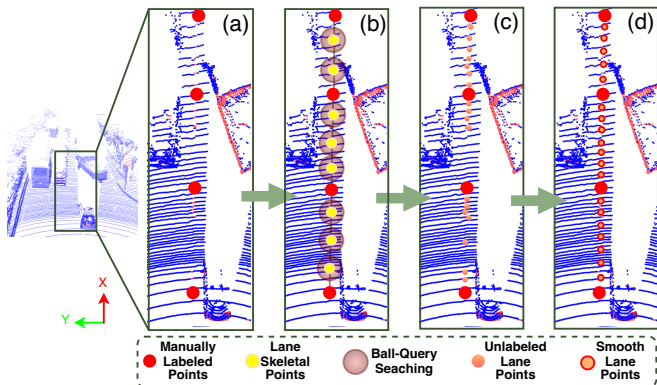 (a)
(b)
(c)
(d)
X
Y
Manually
Labeled
Points
Lane
Skeletal
Points
Ball-Query
Seaching
Unlabeled
Lane
Points
Smooth
Lane
Points